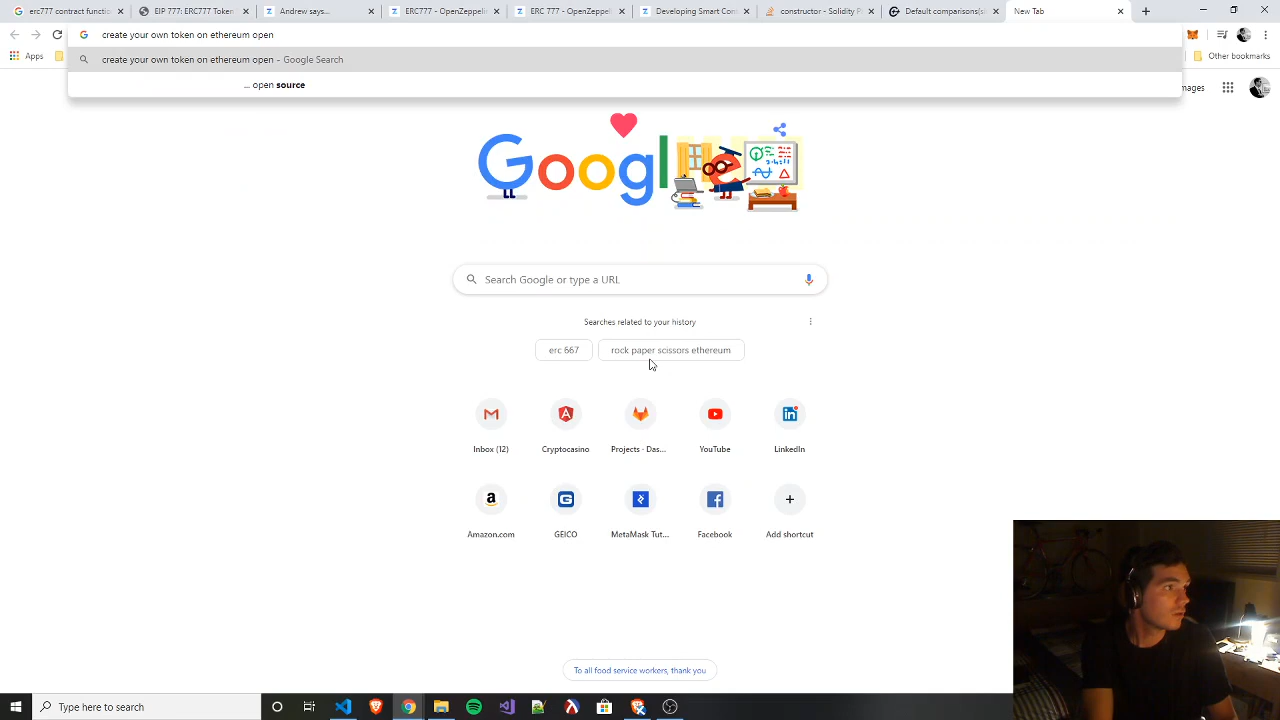 erc777 contract functio
EIP 777: ERC777 Token
Andrew says...
ERC777 - OpenZeppelin
ERC 777 - OpenZeppeli
Developing Smart Con
constructor - Solidity P
Default comparisons(s
New Tab
create your own token on ethereum open
Apps
Other bookmarks
create your own token on ethereum open - Google Search
... open source
mages
Google
Search Google or type a URL
Searches related to your history
erc 667
rock paper scissors ethereum
Inbox (12)
Cryptocasino
Projects · Das...
YouTube
LinkedIn
Amazon.com
GEICO
MetaMask Tut...
Facebook
Add shortcut
To all food service workers, thank you
Type here to search